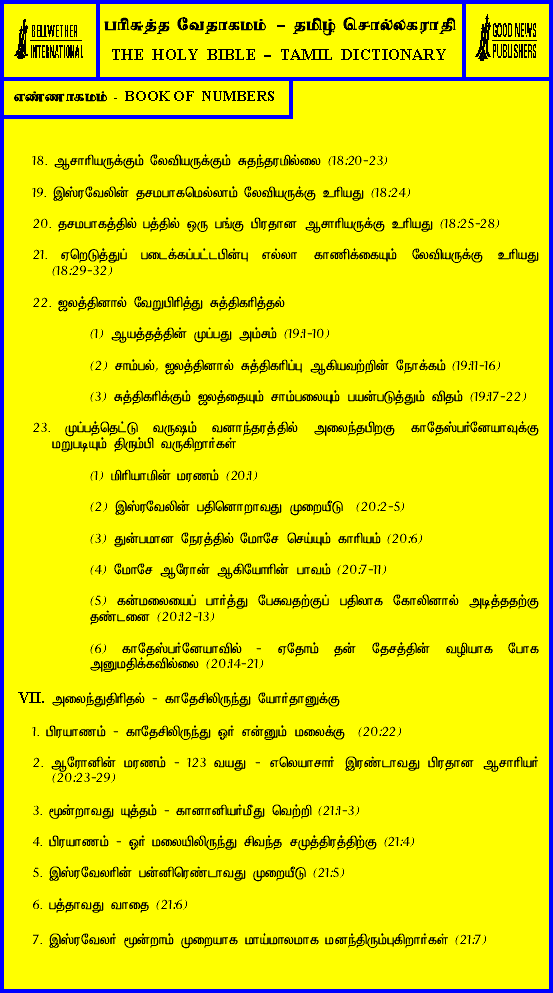 BELLWETHER
INTERNATIONAL
பரிசுத்த வேதாகமம் – தமிழ் சொல்லகராதி
THE HOLY BIBLE – TAMIL DICTIONARY
GOOD NEWS
PUBLISHERS
எண்ணாகமம் - BOOK OF NUMBERS
18. ஆசாரியருக்கும் லேவியருக்கும் சுதந்தரமில்லை (18:20-23)
19. இஸ்ரவேலின் தசமபாகமெல்லாம் லேவியருக்கு உரியது (18:24)
20. தசமபாகத்தில் பத்தில் ஒரு பங்கு பிரதான ஆசாரியருக்கு உரியது (18:25-28)
21. ஏறெடுத்துப் படைக்கப்பட்டபின்பு எல்லா காணிக்கையும் லேவியருக்கு உரியது
(18:29-32)
22. ஜலத்தினால் வேறுபிரித்து சுத்திகரித்தல்
(1) ஆயத்தத்தின் முப்பது அம்சம் (19:1-10)
(2) சாம்பல், ஜலத்தினால் சுத்திகரிப்பு ஆகியவற்றின் நோக்கம் (19:11-16)
(3) சுத்திகரிக்கும் ஜலத்தையும் சாம்பலையும் பயன்படுத்தும் விதம் (19:17-22)
23. முப்பத்தெட்டு வருஷம் வனாந்தரத்தில் அலைந்தபிறகு காதேஸ்பர்னேயாவுக்கு
மறுபடியும் திரும்பி வருகிறார்கள்
(1) மிரியாமின் மரணம் (20:1)
(2) இஸ்ரவேலின் பதினொறாவது முறையீடு (20:2-5)
(3) துன்பமான நேரத்தில் மோசே செய்யும் காரியம் (20:6)
(4) மோசே ஆரோன் ஆகியோரின் பாவம் (20:7-11)
(5) கன்மலையைப் பார்த்து பேசுவதற்குப் பதிலாக கோலினால் அடித்ததற்கு
தண்டனை (20:12-13)
(6) காதேஸ்பர்னேயாவில் - ஏதோம் தன் தேசத்தின் வழியாக போக
அனுமதிக்கவில்லை (20:14-21)
VII. அலைந்துதிரிதல் - காதேசிலிருந்து யோர்தானுக்கு
1. பிரயாணம் - காதேசிலிருந்து ஓர் என்னும் மலைக்கு (20:22)
2. ஆரோனின் மரணம் - 123 வயது - எலெயாசார் இரண்டாவது பிரதான ஆசாரியர்
(20:23-29)
3. மூன்றாவது யுத்தம் - கானானியர்மீது வெற்றி (21:1-3)
4. பிரயாணம் - ஓர் மலையிலிருந்து சிவந்த சமுத்திரத்திற்கு (21:4)
5. இஸ்ரவேலரின் பன்னிரெண்டாவது முறையீடு (21:5)
6. பத்தாவது வாதை (21:6)
7. இஸ்ரவேலர் மூன்றாம் முறையாக மாய்மாலமாக மனந்திரும்புகிறார்கள் (21:7)